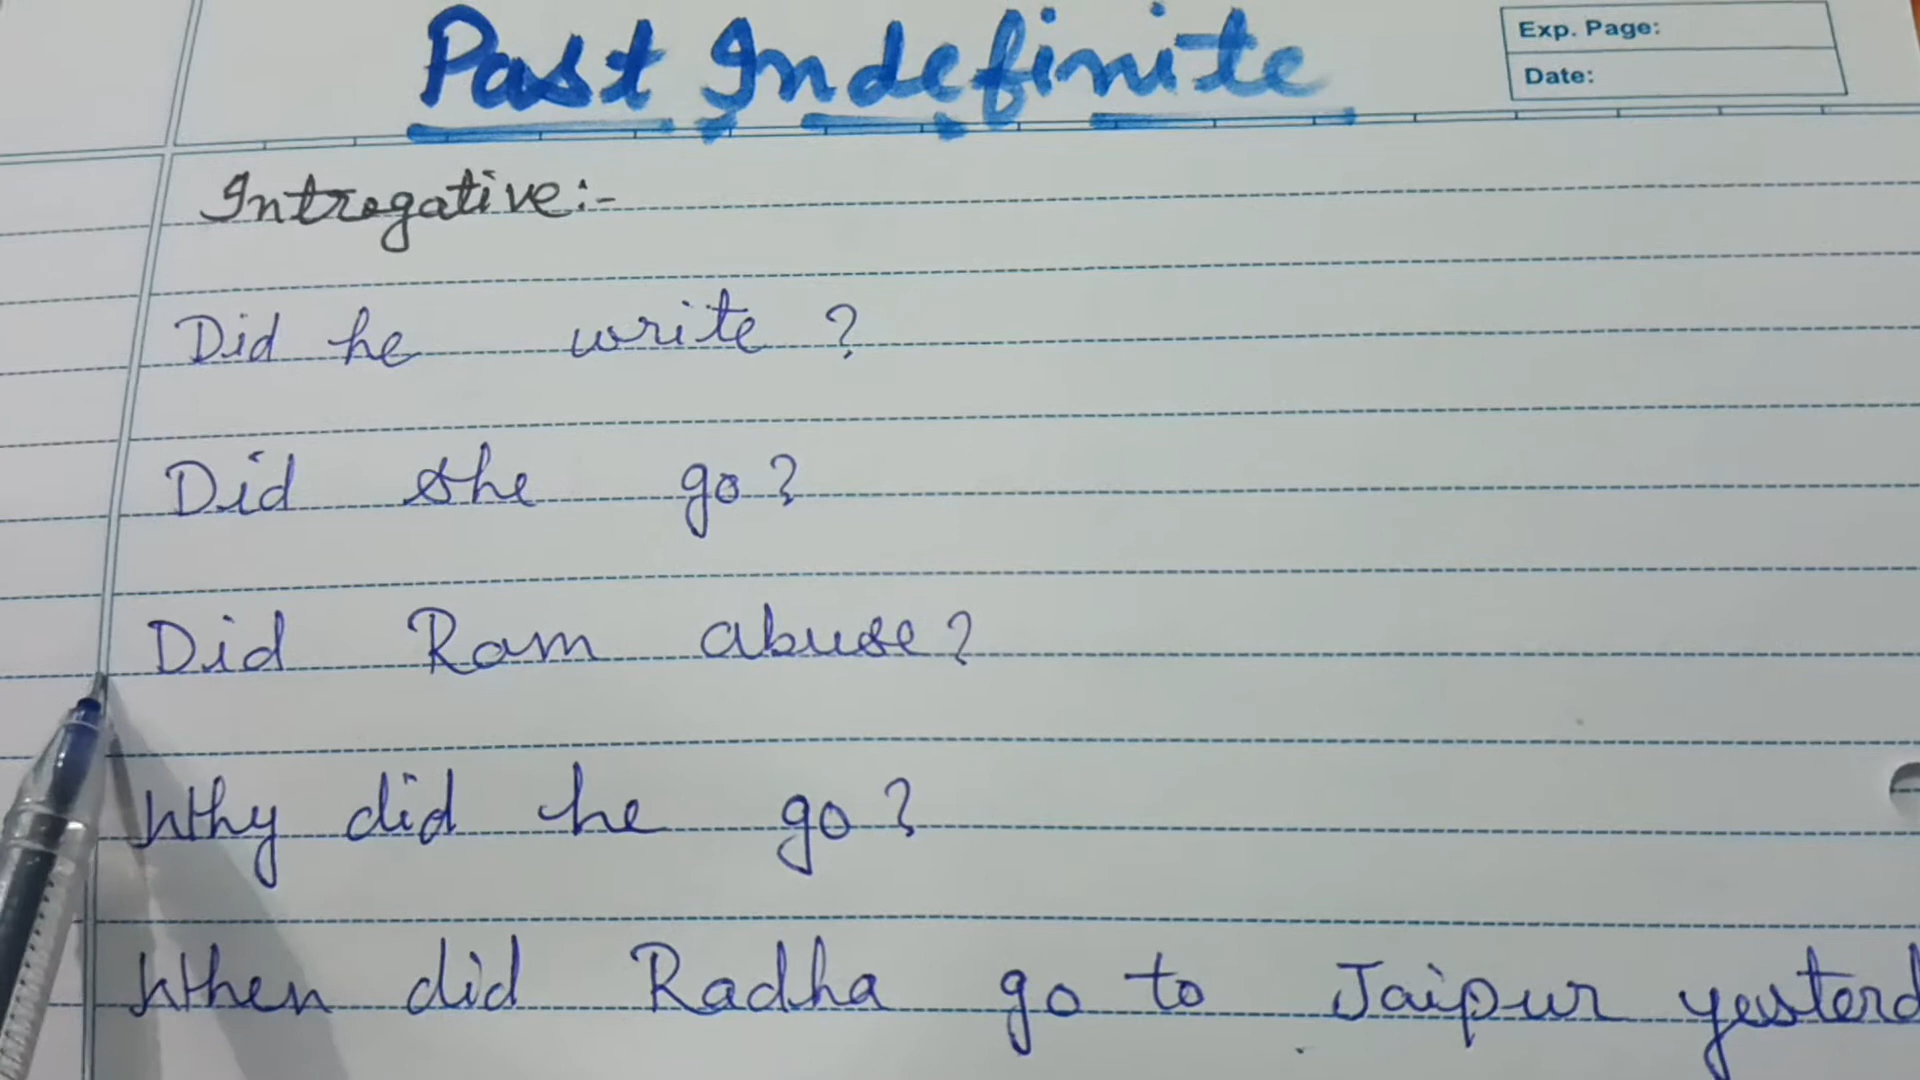 Past Indefinite
Exp. Page:
Date:
Introgative:-
Did he write ?
Did she go?
Did Ram abuse?
Why did he go?
When did Radha go to Jaipur yesterd